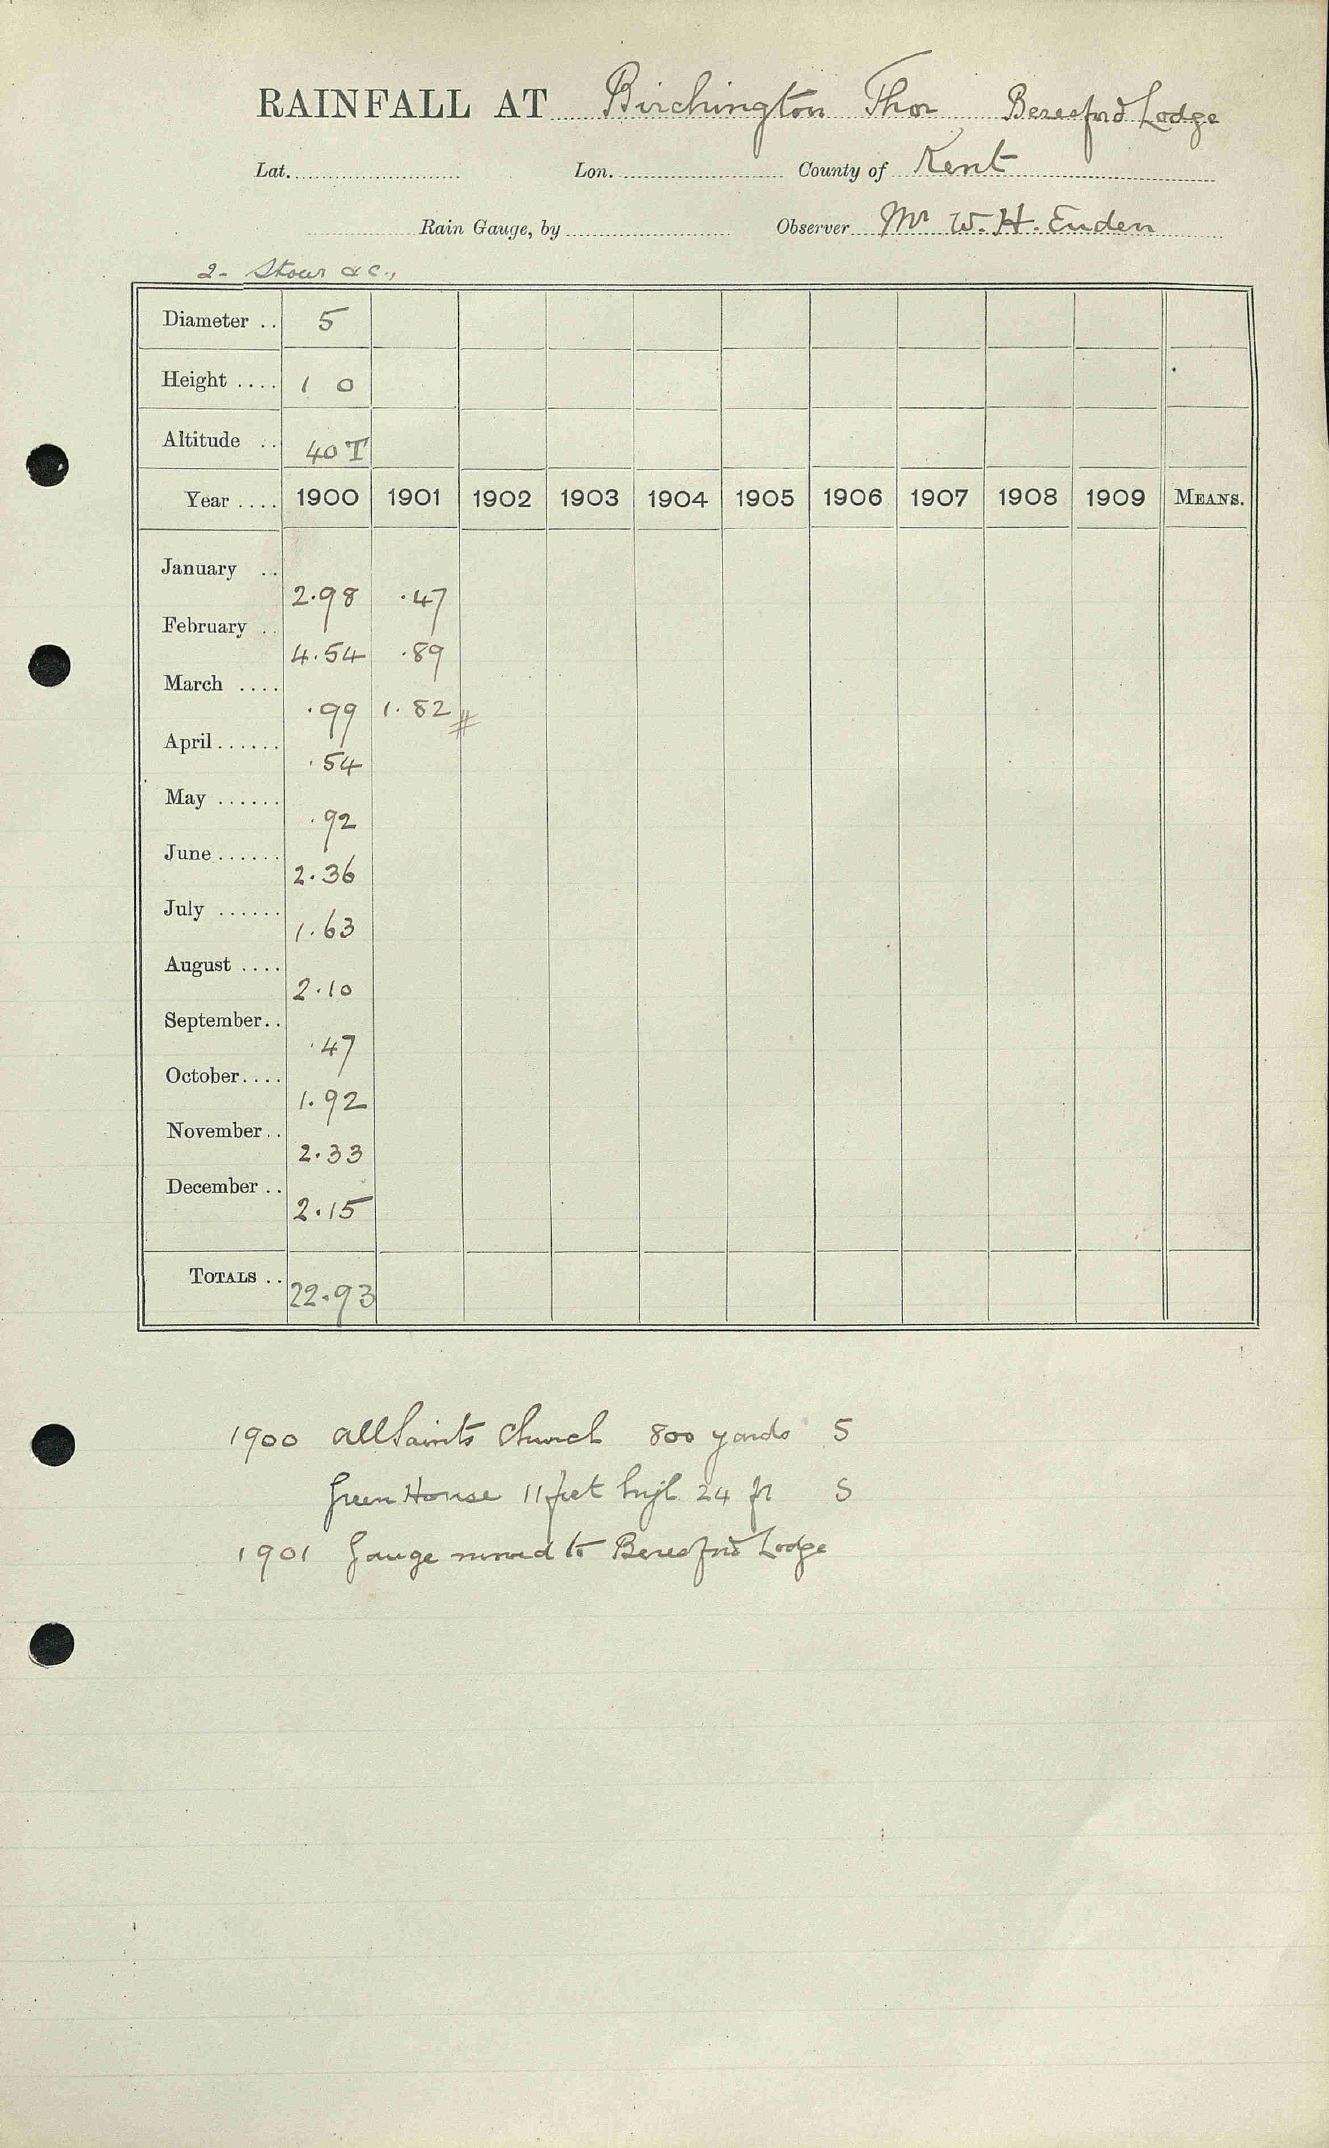 RAINFALL AT Birchington Thor Beresford Lodge
Lat. Lon. County of Kent
Rain Gauge, by Observer Mr W. H. Enden
2- Stour &c.,
Diameter .. 5
Height .... 1 0
Altitude .. 40 T
Year .... 1900 1901 1902 1903 1904 1905 1906 1907 1908 1909 MEANS.
January .. 2.98 .47
February .. 4.54 .89
March .... .99 1.82 #
April ...... .54
May ...... .92
June ...... 2.36
July ...... 1.63
August .... 2.10
September .. .47
October .... 1.92
November .. 2.33
December .. 2.15
TOTALS .. 22.93
1900 All Saints Church 800 yards S
Green House 11 feet high 24 ft S
1901 Gauge moved to Beresford Lodge